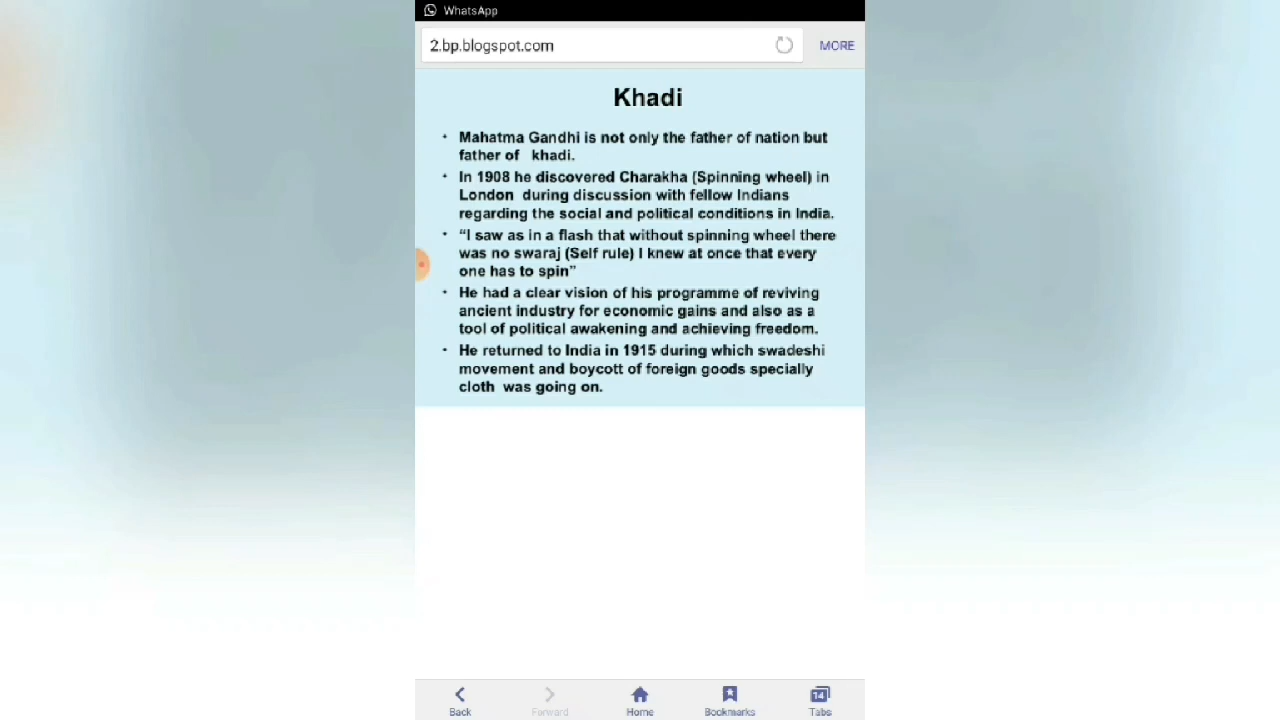 WhatsApp
2.bp.blogspot.com
MORE
Khadi
• Mahatma Gandhi is not only the father of nation but
father of khadi.
• In 1908 he discovered Charakha (Spinning wheel) in
London during discussion with fellow Indians
regarding the social and political conditions in India.
• “I saw as in a flash that without spinning wheel there
was no swaraj (Self rule) I knew at once that every
one has to spin”
• He had a clear vision of his programme of reviving
ancient industry for economic gains and also as a
tool of political awakening and achieving freedom.
• He returned to India in 1915 during which swadeshi
movement and boycott of foreign goods specially
cloth was going on.
14
Back Forward Home Bookmarks Tabs